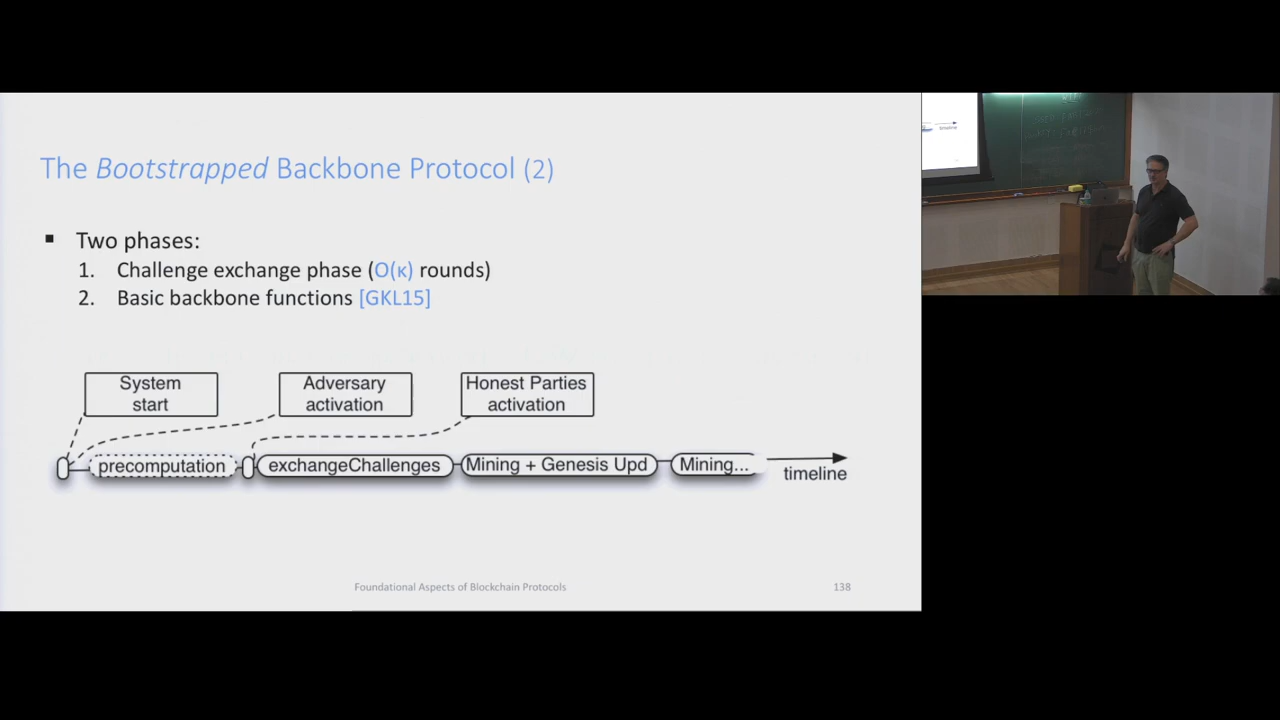 The Bootstrapped Backbone Protocol (2)
▪ Two phases:
1. Challenge exchange phase (O(κ) rounds)
2. Basic backbone functions [GKL15]
System
start
Adversary
activation
Honest Parties
activation
precomputation
exchangeChallenges
Mining + Genesis Upd
Mining...
timeline
Foundational Aspects of Blockchain Protocols
138
timeline